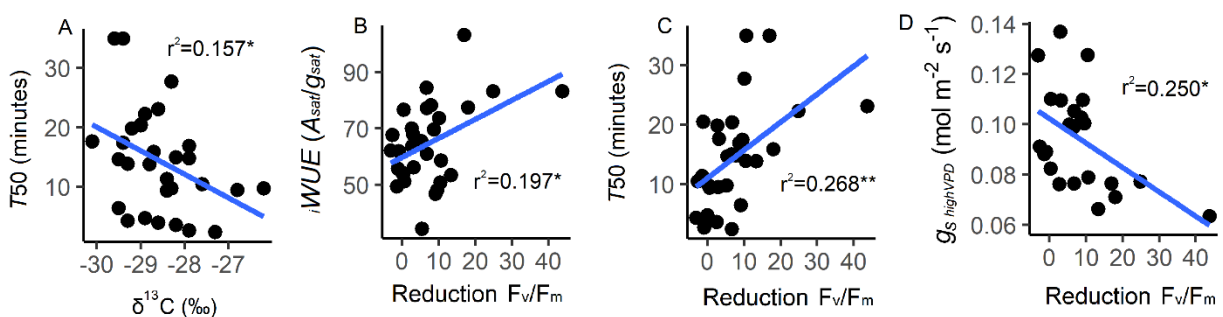 A
r²=0.157*
T50 (minutes)
30
20
10
-30 -29 -28 -27
δ¹³C (‰)
B
iWUE (Asat/gsat)
90
70
50
r²=0.197*
0 10 20 30 40
Reduction Fv/Fm
C
T50 (minutes)
30
20
10
r²=0.268**
0 10 20 30 40
Reduction Fv/Fm
D
gs highVPD (mol m⁻² s⁻¹)
0.14
0.12
0.10
0.08
0.06
r²=0.250*
0 10 20 30 40
Reduction Fv/Fm